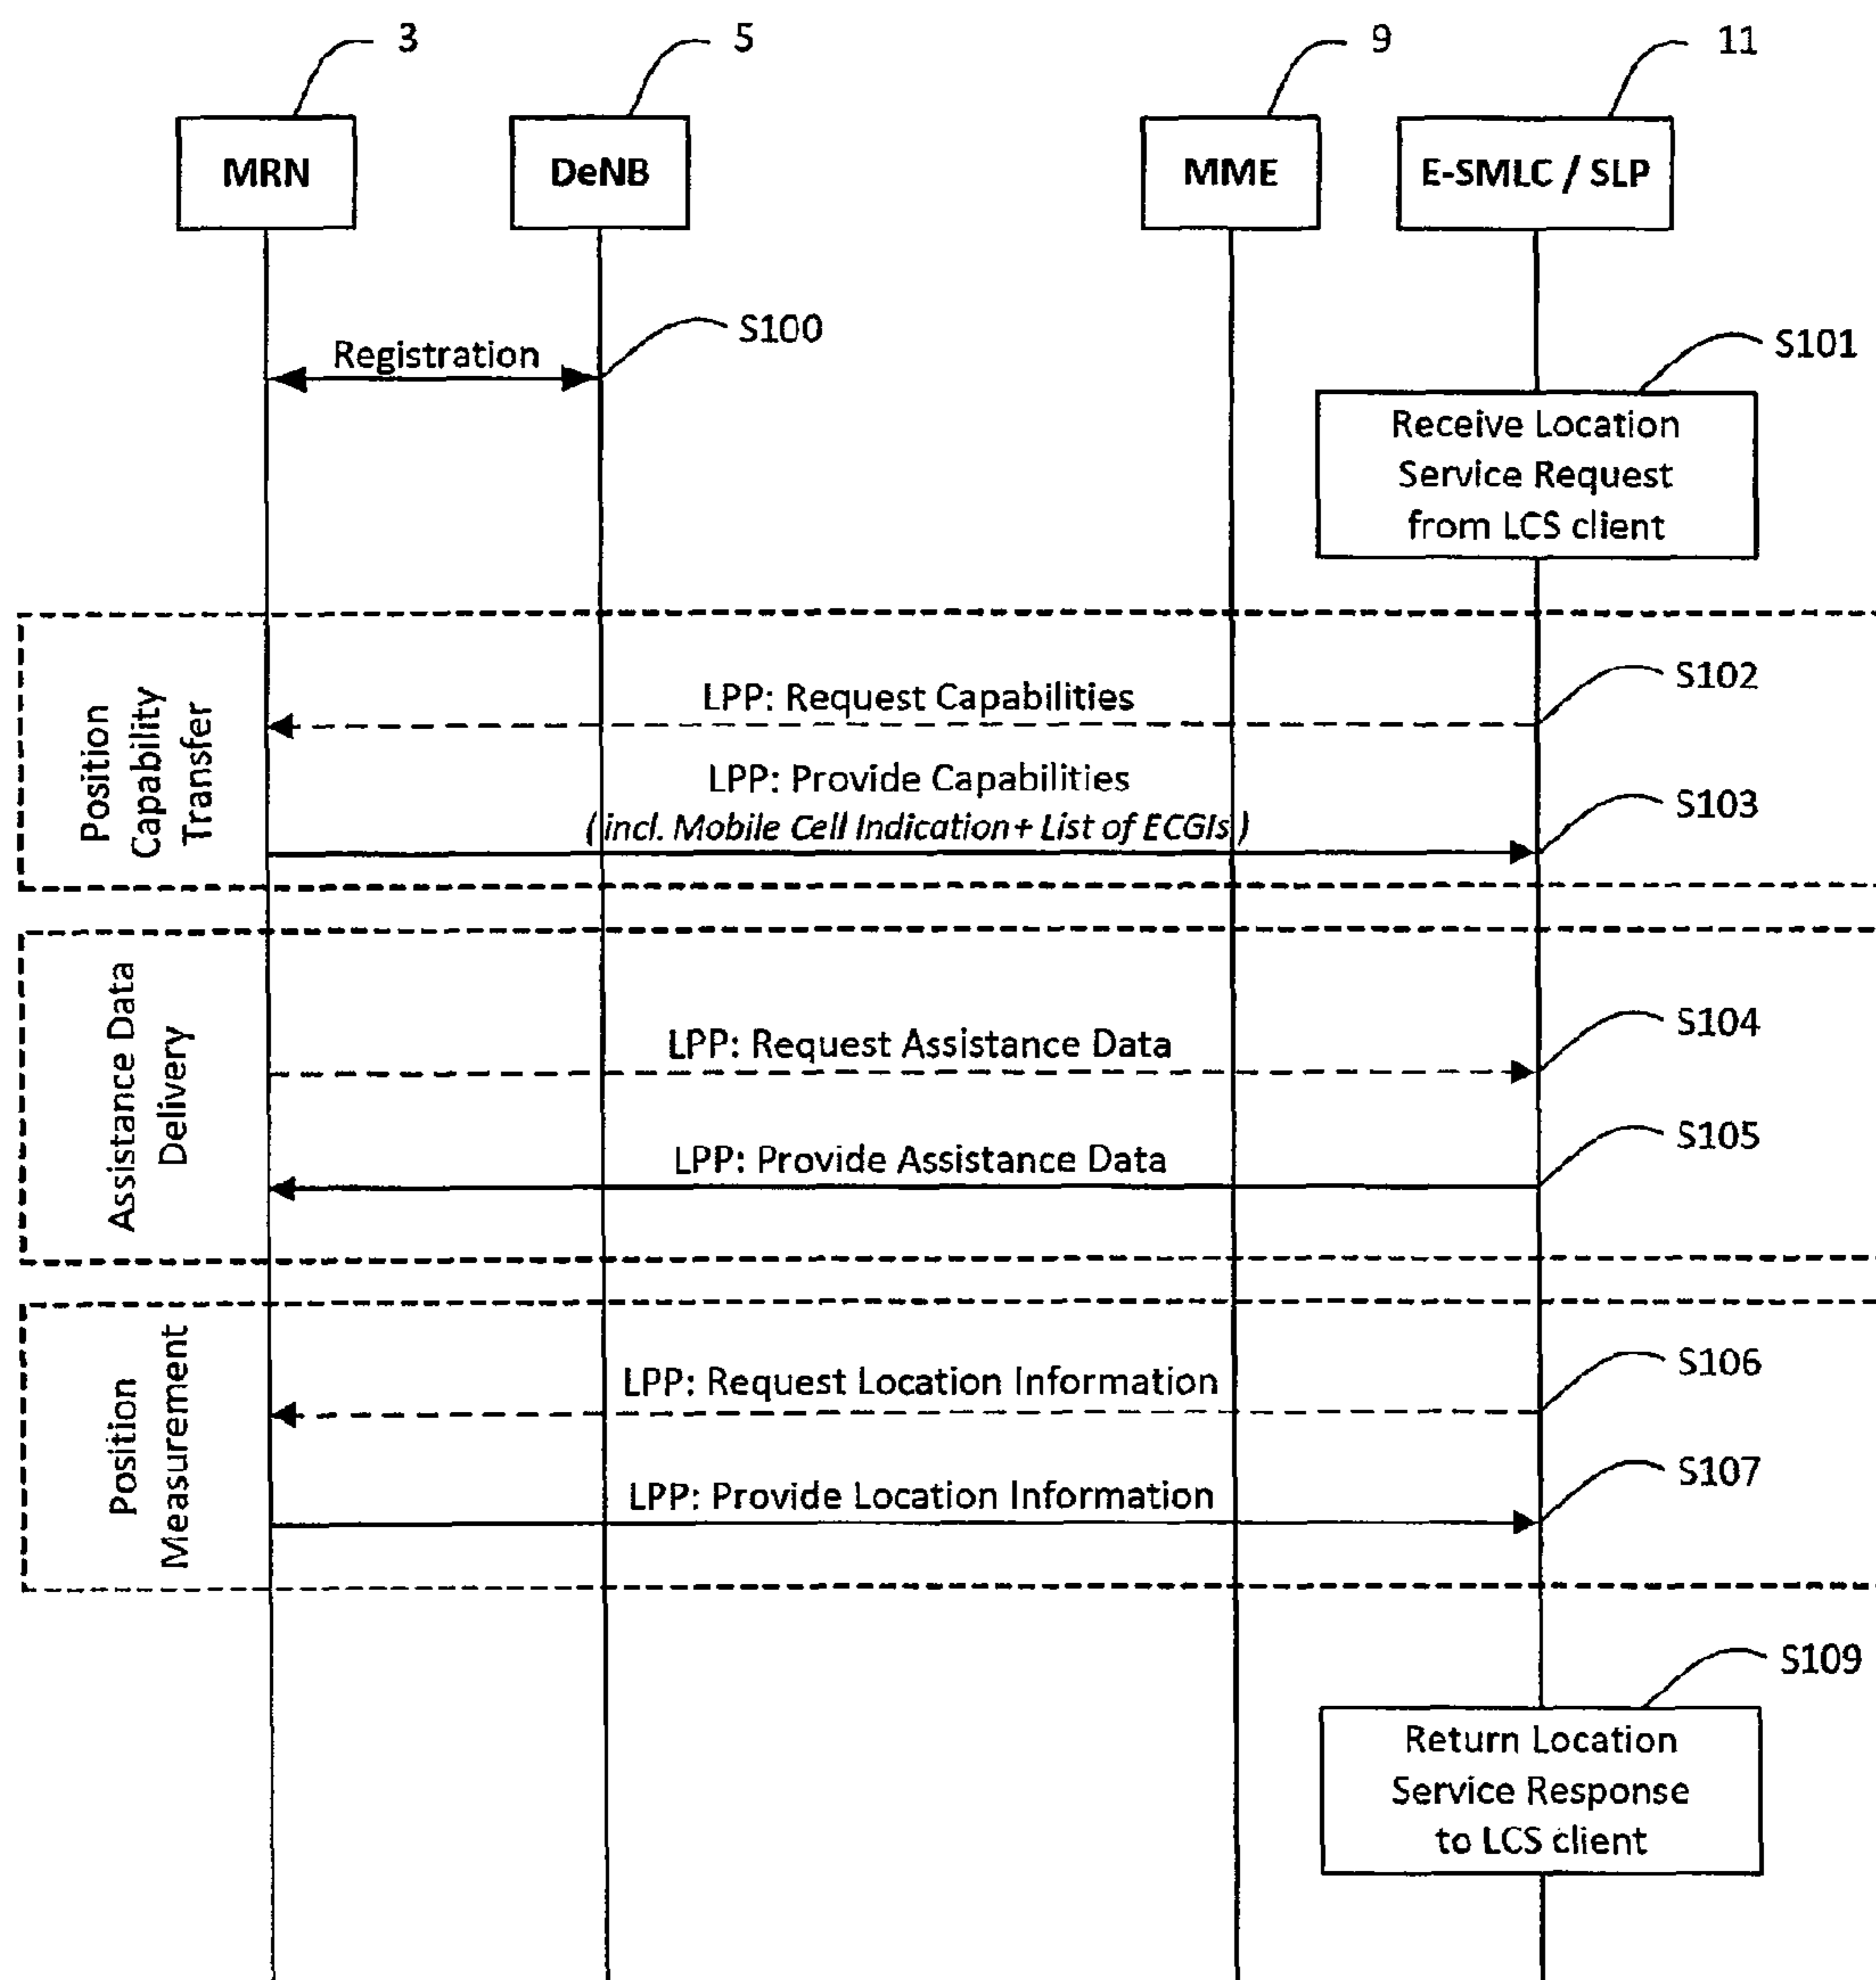 3
5
9
11
MRN
DeNB
MME
E-SMLC / SLP
S100
Registration
S101
Receive Location
Service Request
from LCS client
Position
Capability
Transfer
S102
LPP: Request Capabilities
LPP: Provide Capabilities
( incl. Mobile Cell Indication + List of ECGIs )
S103
Assistance Data
Delivery
S104
LPP: Request Assistance Data
S105
LPP: Provide Assistance Data
Position
Measurement
S106
LPP: Request Location Information
S107
LPP: Provide Location Information
S109
Return Location
Service Response
to LCS client